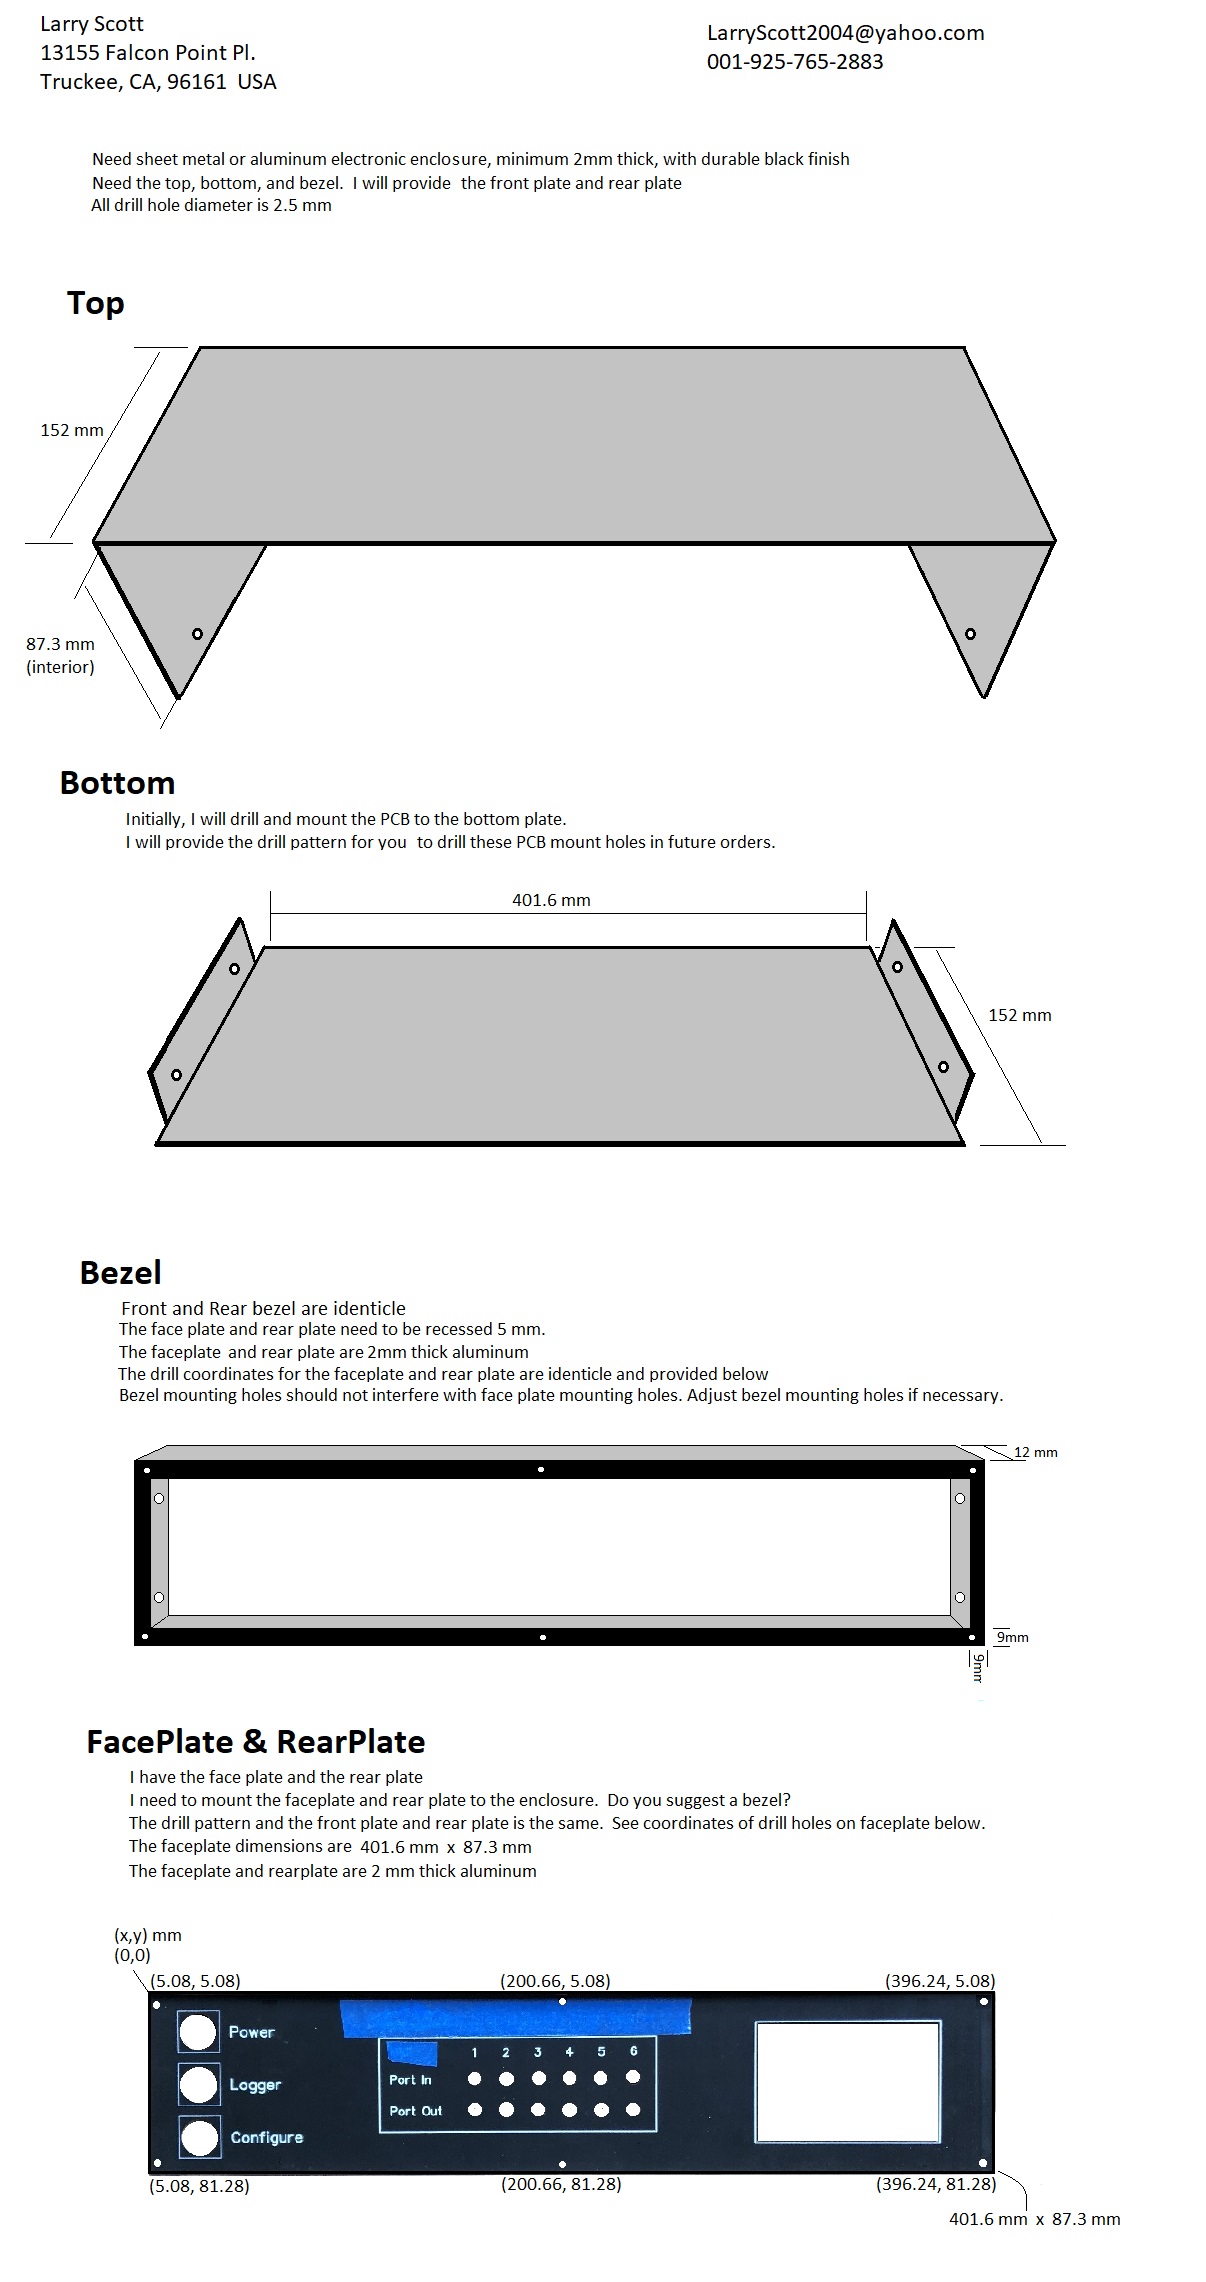 Larry Scott
13155 Falcon Point Pl.
Truckee, CA, 96161 USA
LarryScott2004@yahoo.com
001-925-765-2883
Need sheet metal or aluminum electronic enclosure, minimum 2mm thick, with durable black finish
Need the top, bottom, and bezel. I will provide the front plate and rear plate
All drill hole diameter is 2.5 mm
Top
152 mm
87.3 mm
(interior)
Bottom
Initially, I will drill and mount the PCB to the bottom plate.
I will provide the drill pattern for you to drill these PCB mount holes in future orders.
401.6 mm
152 mm
Bezel
Front and Rear bezel are identicle
The face plate and rear plate need to be recessed 5 mm.
The faceplate and rear plate are 2mm thick aluminum
The drill coordinates for the faceplate and rear plate are identicle and provided below
Bezel mounting holes should not interfere with face plate mounting holes. Adjust bezel mounting holes if necessary.
12 mm
9mm
9mm
FacePlate & RearPlate
I have the face plate and the rear plate
I need to mount the faceplate and rear plate to the enclosure. Do you suggest a bezel?
The drill pattern and the front plate and rear plate is the same. See coordinates of drill holes on faceplate below.
The faceplate dimensions are 401.6 mm x 87.3 mm
The faceplate and rearplate are 2 mm thick aluminum
(x,y) mm
(0,0)
(5.08, 5.08) (200.66, 5.08) (396.24, 5.08)
Power
Logger
Configure
1 2 3 4 5 6
Port In
Port Out
(5.08, 81.28) (200.66, 81.28) (396.24, 81.28)
401.6 mm x 87.3 mm